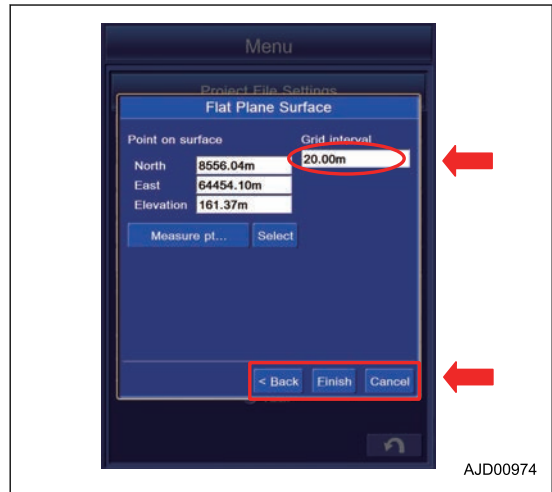 Menu
Project File Settings
Flat Plane Surface
Point on surface
Grid interval
North 8556.04m
20.00m
East 64454.10m
Elevation 161.37m
Measure pt... Select
< Back Finish Cancel
AJD00974